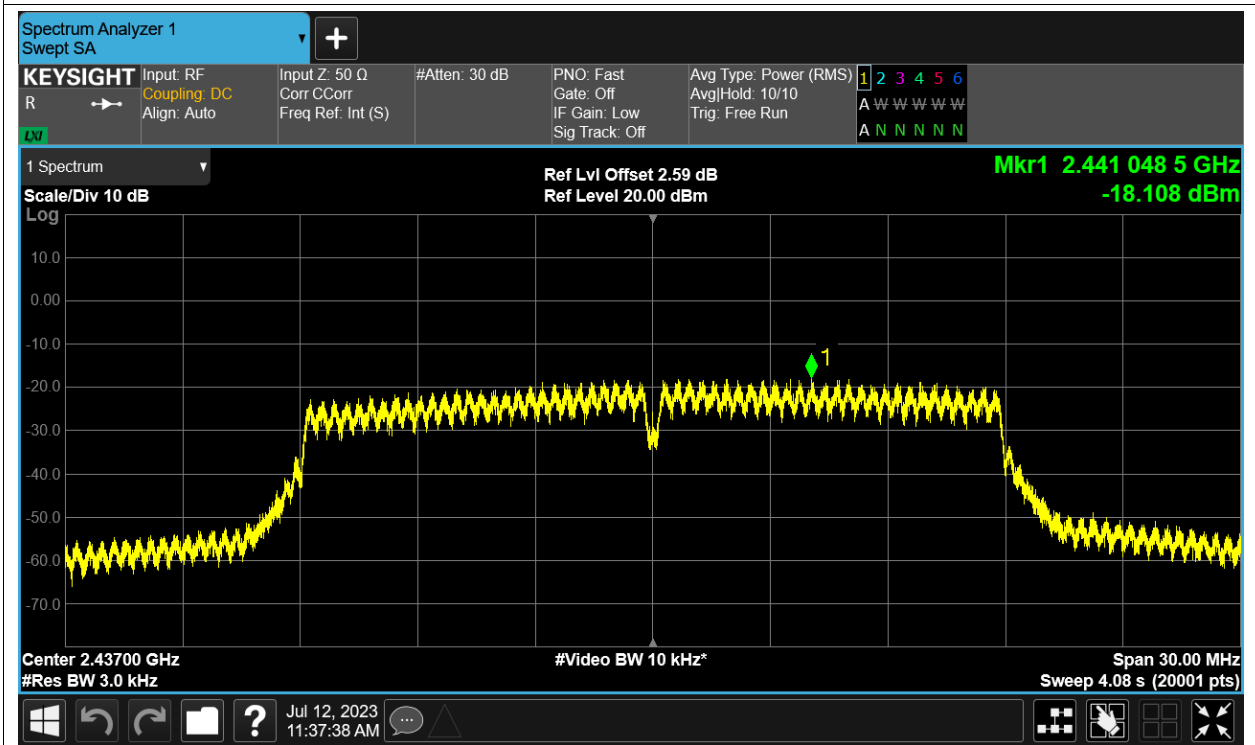 Spectrum Analyzer 1
Swept SA
+
KEYSIGHT
R
LXI
Input: RF
Coupling: DC
Align: Auto
Input Z: 50 Ω
Corr CCorr
Freq Ref: Int (S)
#Atten: 30 dB
PNO: Fast
Gate: Off
IF Gain: Low
Sig Track: Off
Avg Type: Power (RMS)
Avg|Hold: 10/10
Trig: Free Run
1 2 3 4 5 6
A W W W W W
A N N N N N
1 Spectrum
Scale/Div 10 dB
Log
Ref Lvl Offset 2.59 dB
Ref Level 20.00 dBm
Mkr1 2.441 048 5 GHz
-18.108 dBm
10.0
0.00
-10.0
-20.0
-30.0
-40.0
-50.0
-60.0
-70.0
1
Center 2.43700 GHz
#Res BW 3.0 kHz
#Video BW 10 kHz*
Span 30.00 MHz
Sweep 4.08 s (20001 pts)
?
Jul 12, 2023
11:37:38 AM